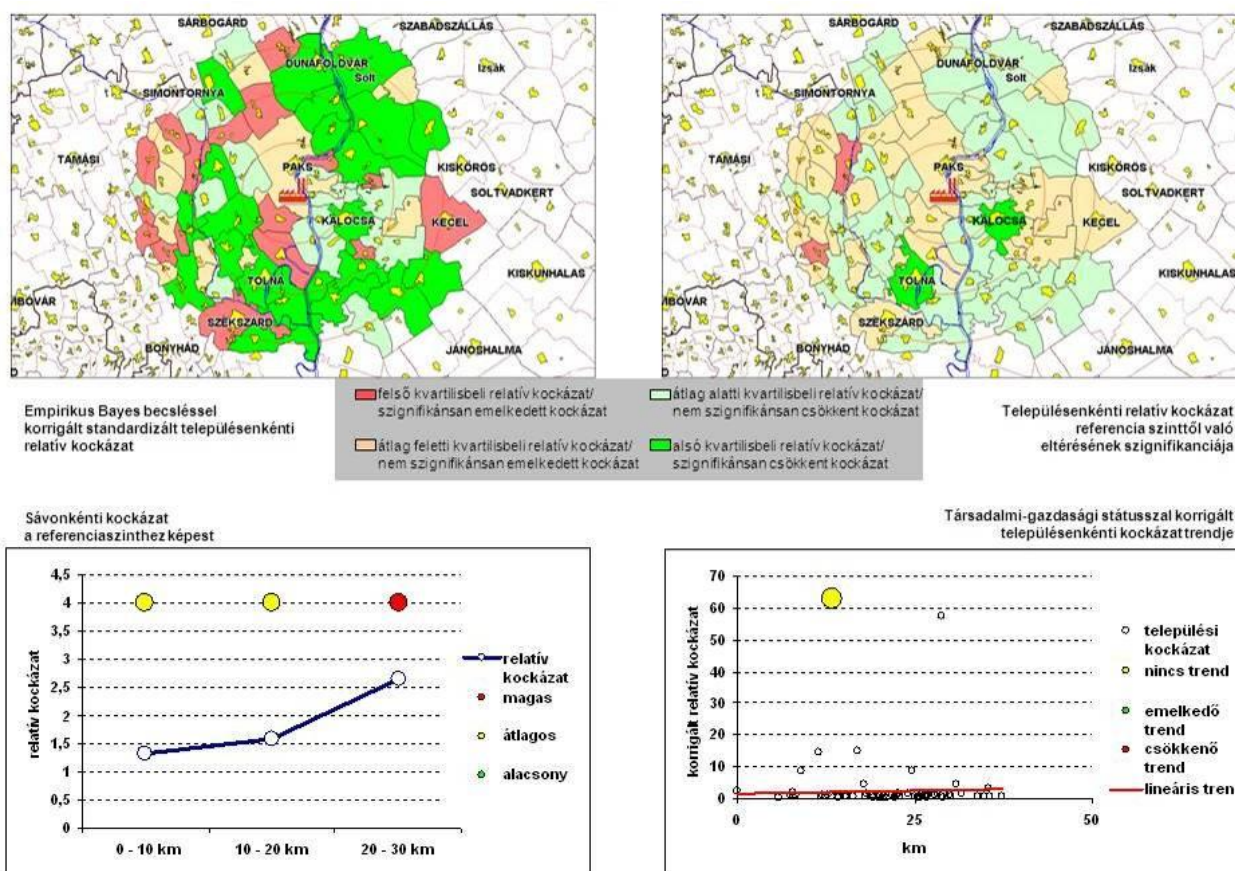 SÁRBOGÁRD
SZABADSZÁLLÁS
DUNAFÖLDVÁR
Solt
Izsák
SIMONTORNYA
TAMÁSI
PAKS
KISKŐRÖS
SOLTVADKERT
KALOCSA
KECEL
TOLNA
KISKUNHALAS
MBÓVÁR
SZEKSZÁRD
BONYHÁD
JÁNOSHALMA
SÁRBOGÁRD
SZABADSZÁLLÁS
DUNAFÖLDVÁR
Solt
Izsák
SIMONTORNYA
TAMÁSI
PAKS
KISKŐRÖS
SOLTVADKERT
KALOCSA
KECEL
TOLNA
KISKUNHALAS
MBÓVÁR
SZEKSZÁRD
BONYHÁD
JÁNOSHALMA
Empirikus Bayes becsléssel
korrigált standardizált településenkénti
relatív kockázat
felső kvartilisbeli relatív kockázat/
szignifikánsan emelkedett kockázat
átlag alatti kvartilisbeli relatív kockázat/
nem szignifikánsan csökkent kockázat
átlag feletti kvartilisbeli relatív kockázat/
nem szignifikánsan emelkedett kockázat
alsó kvartilisbeli relatív kockázat/
szignifikánsan csökkent kockázat
Településenkénti relatív kockázat
referencia szinttől való
eltérésének szignifikanciája
Sávonkénti kockázat
a referenciaszinthez képest
relatív kockázat
4,5
4
3,5
3
2,5
2
1,5
1
0,5
0
0 - 10 km
10 - 20 km
20 - 30 km
relatív
kockázat
magas
átlagos
alacsony
Társadalmi-gazdasági státusszal korrigált
településenkénti kockázat trendje
korrigált relatív kockázat
70
60
50
40
30
20
10
0
0
25
50
km
települési
kockázat
nincs trend
emelkedő
trend
csökkenő
trend
lineáris tren